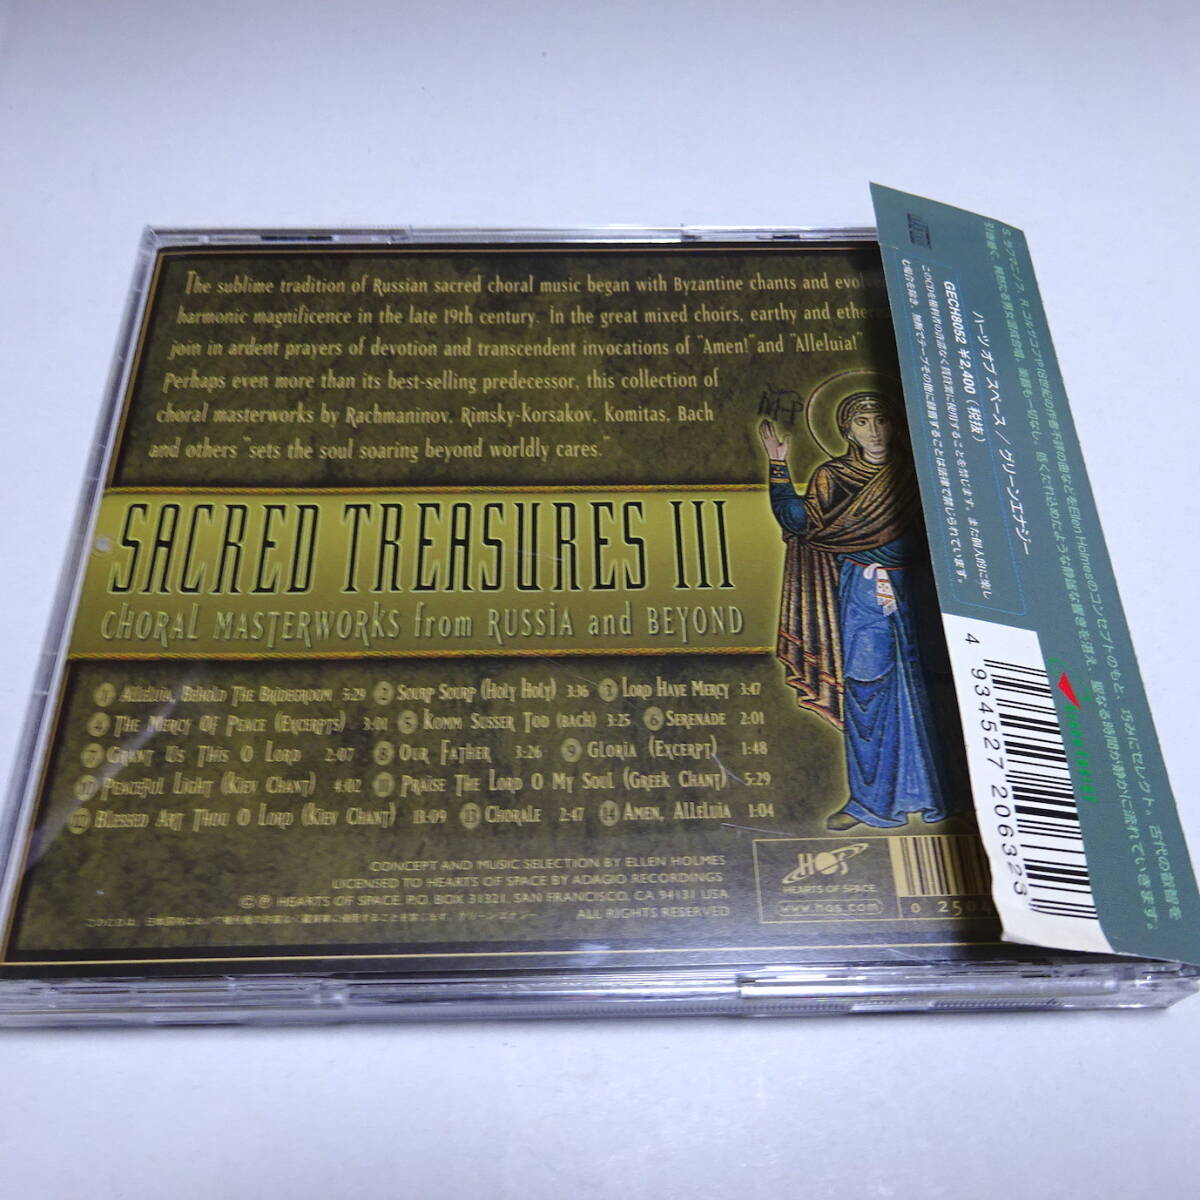 The sublime tradition of Russian sacred choral music began with Byzantine chants and
harmonic magnificence in the late 19th century. In the great mixed choirs, earthy and
join in ardent prayers of devotion and transcendent invocations of "Amen!" and "Alleluia!"
Perhaps even more than its best-selling predecessor, this collection of
choral masterworks by Rachmaninov, Rimsky-Korsakov, Komitas, Bach
and others "sets the soul soaring beyond worldly cares."
SACRED TREASURES III
CHORAL MASTERWORKS from RUSSIA and BEYOND
1 Alleluia, Behold The Bridegroom 5:29 2 Sourp Sourp (Holy Holy) 3:36 3 Lord Have Mercy 3:47
4 The Mercy Of Peace (Excerpts) 3:01 5 Komm Susser Tod (Bach) 3:25 6 Serenade 2:01
7 Grant Us This O Lord 2:07 8 Our Father 3:26 9 Gloria (Excerpt) 1:48
10 Peaceful Light (Kiev Chant) 4:02 11 Praise The Lord O My Soul (Greek Chant) 5:29
12 Blessed Art Thou O Lord (Kiev Chant) 13:09 13 Chorale 2:47 14 Amen, Alleluia 1:04
CONCEPT AND MUSIC SELECTION BY ELLEN HOLMES
LICENSED TO HEARTS OF SPACE BY ADAGIO RECORDINGS
© ℗ HEARTS OF SPACE P.O. BOX 31321, SAN FRANCISCO, CA 94131 USA
ALL RIGHTS RESERVED
HOS
HEARTS OF SPACE
www.hos.com
0 2504
ハーツ オブ スペース / グリーンエナジー
GECH8052 ¥2,400 (税抜)
4 934527 206323